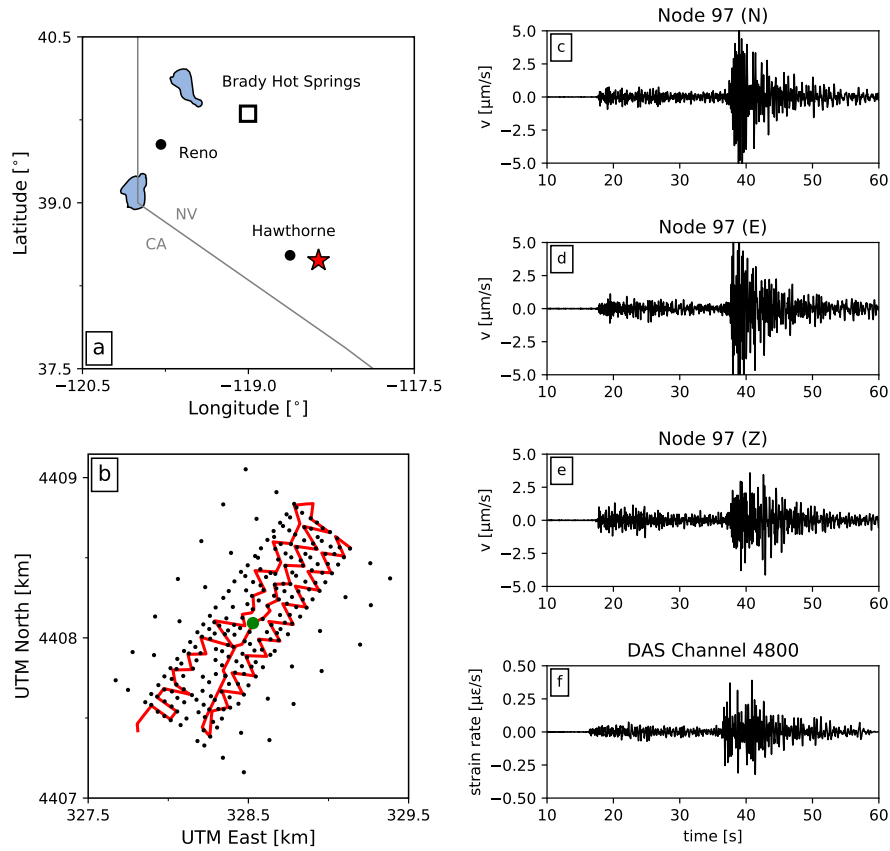 40.5
39.0
37.5
Latitude [°]
Brady Hot Springs
Reno
NV
CA
Hawthorne
a
−120.5
−119.0
−117.5
Longitude [°]
b
4409
4408
4407
UTM North [km]
327.5
328.5
329.5
UTM East [km]
Node 97 (N)
c
5.0
2.5
0.0
−2.5
−5.0
v [μm/s]
10 20 30 40 50 60
Node 97 (E)
d
5.0
2.5
0.0
−2.5
−5.0
v [μm/s]
10 20 30 40 50 60
Node 97 (Z)
e
5.0
2.5
0.0
−2.5
−5.0
v [μm/s]
10 20 30 40 50 60
DAS Channel 4800
f
0.50
0.25
0.00
−0.25
−0.50
strain rate [με/s]
10 20 30 40 50 60
time [s]